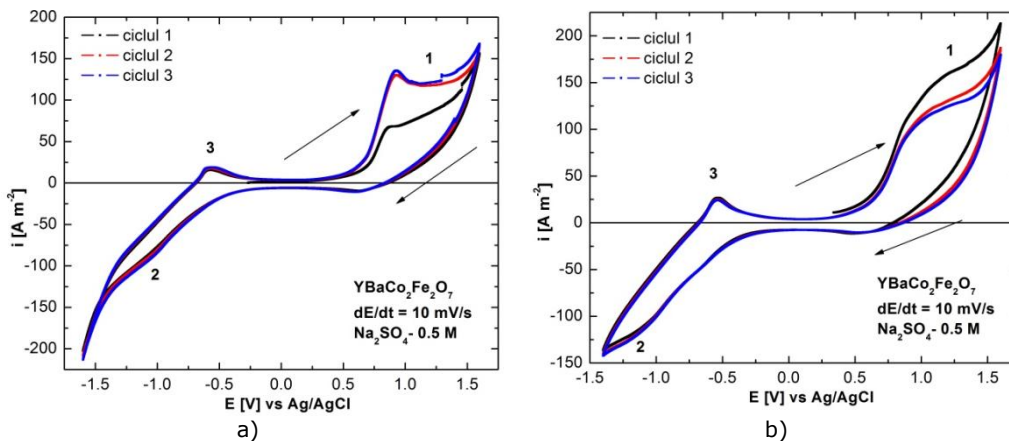 200
150
100
50
0
-50
-100
-150
-200
i [A m-2]
ciclul 1
ciclul 2
ciclul 3
1
3
2
YBaCo2Fe2O7
dE/dt = 10 mV/s
Na2SO4- 0.5 M
-1.5 -1.0 -0.5 0.0 0.5 1.0 1.5
E [V] vs Ag/AgCl
a)
200
150
100
50
0
-50
-100
-150
i [A m-2]
ciclul 1
ciclul 2
ciclul 3
1
3
2
YBaCo2Fe2O7
dE/dt = 10 mV/s
Na2SO4- 0.5 M
-1.5 -1.0 -0.5 0.0 0.5 1.0 1.5
E [V] vs Ag/AgCl
b)